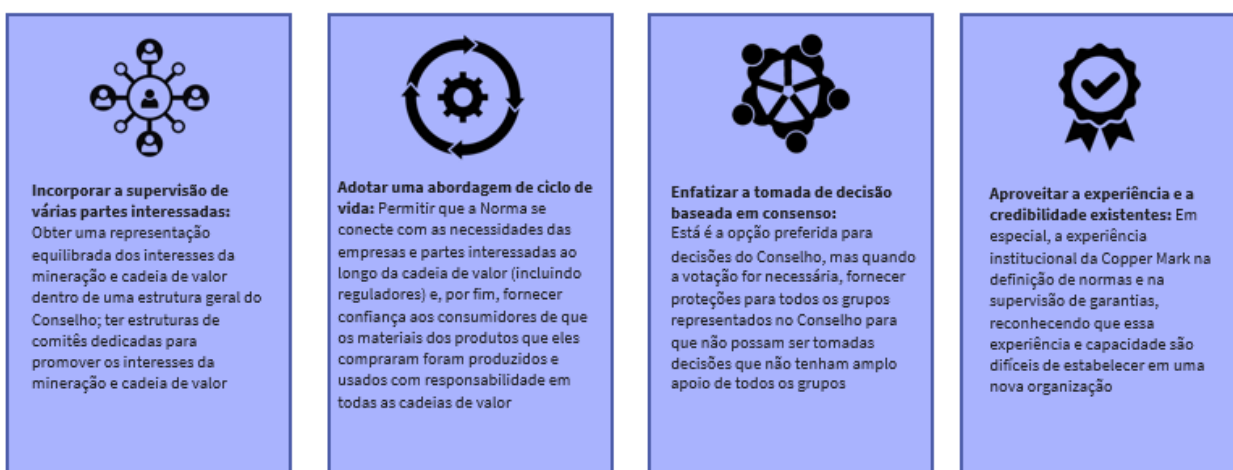 Incorporar a supervisão de
várias partes interessadas:
Obter uma representação
equilibrada dos interesses da
mineração e cadeia de valor
dentro de uma estrutura geral do
Conselho; ter estruturas de
comitês dedicadas para
promover os interesses da
mineração e cadeia de valor
Adotar uma abordagem de ciclo de
vida: Permitir que a Norma se
conecte com as necessidades das
empresas e partes interessadas ao
longo da cadeia de valor (incluindo
reguladores) e, por fim, fornecer
confiança aos consumidores de que
os materiais dos produtos que eles
compraram foram produzidos e
usados com responsabilidade em
todas as cadeias de valor
Enfatizar a tomada de decisão
baseada em consenso:
Está é a opção preferida para
decisões do Conselho, mas quando
a votação for necessária, fornecer
proteções para todos os grupos
representados no Conselho para
que não possam ser tomadas
decisões que não tenham amplo
apoio de todos os grupos
Aproveitar a experiência e a
credibilidade existentes: Em
especial, a experiência
institucional da Copper Mark na
definição de normas e na
supervisão de garantias,
reconhecendo que essa
experiência e capacidade são
difíceis de estabelecer em uma
nova organização